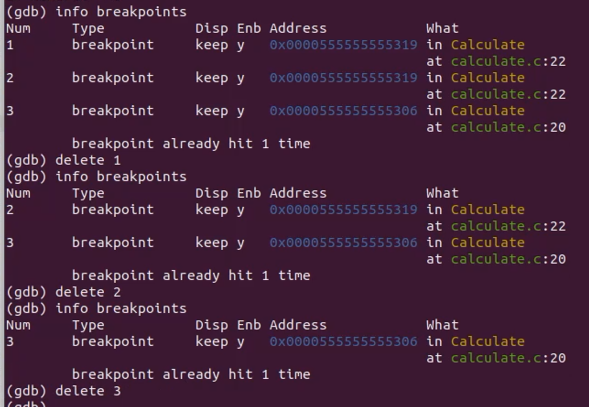 (gdb) info breakpoints
Num     Type           Disp Enb Address            What
1       breakpoint     keep y   0x0000555555555319 in Calculate
                                                   at calculate.c:22
2       breakpoint     keep y   0x0000555555555319 in Calculate
                                                   at calculate.c:22
3       breakpoint     keep y   0x0000555555555306 in Calculate
                                                   at calculate.c:20
        breakpoint already hit 1 time
(gdb) delete 1
(gdb) info breakpoints
Num     Type           Disp Enb Address            What
2       breakpoint     keep y   0x0000555555555319 in Calculate
                                                   at calculate.c:22
3       breakpoint     keep y   0x0000555555555306 in Calculate
                                                   at calculate.c:20
        breakpoint already hit 1 time
(gdb) delete 2
(gdb) info breakpoints
Num     Type           Disp Enb Address            What
3       breakpoint     keep y   0x0000555555555306 in Calculate
                                                   at calculate.c:20
        breakpoint already hit 1 time
(gdb) delete 3